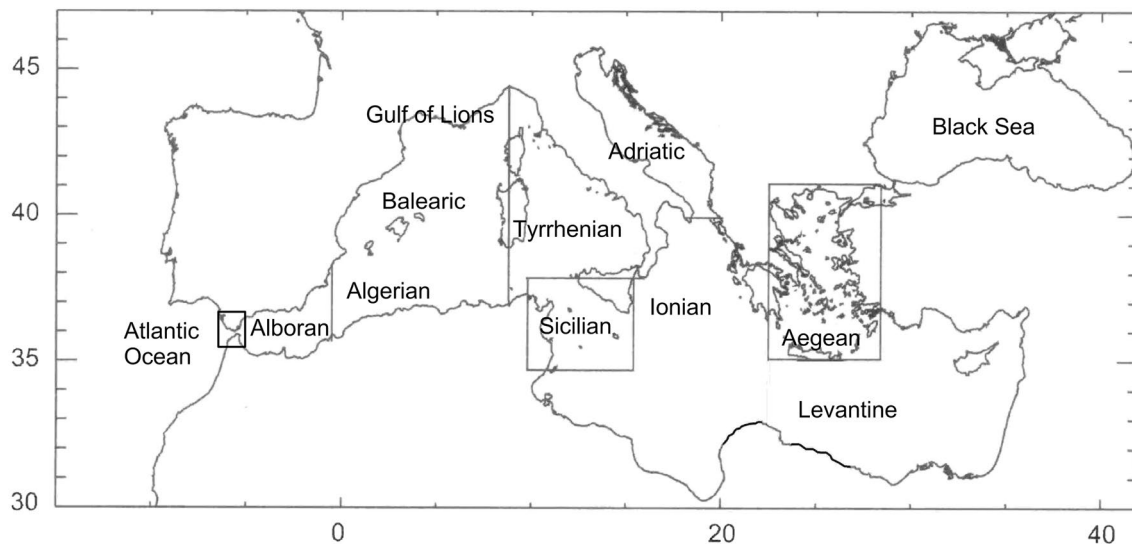 45
40
35
30
0
20
40
Gulf of Lions
Adriatic
Black Sea
Balearic
Tyrrhenian
Algerian
Ionian
Atlantic
Ocean
Alboran
Sicilian
Aegean
Levantine